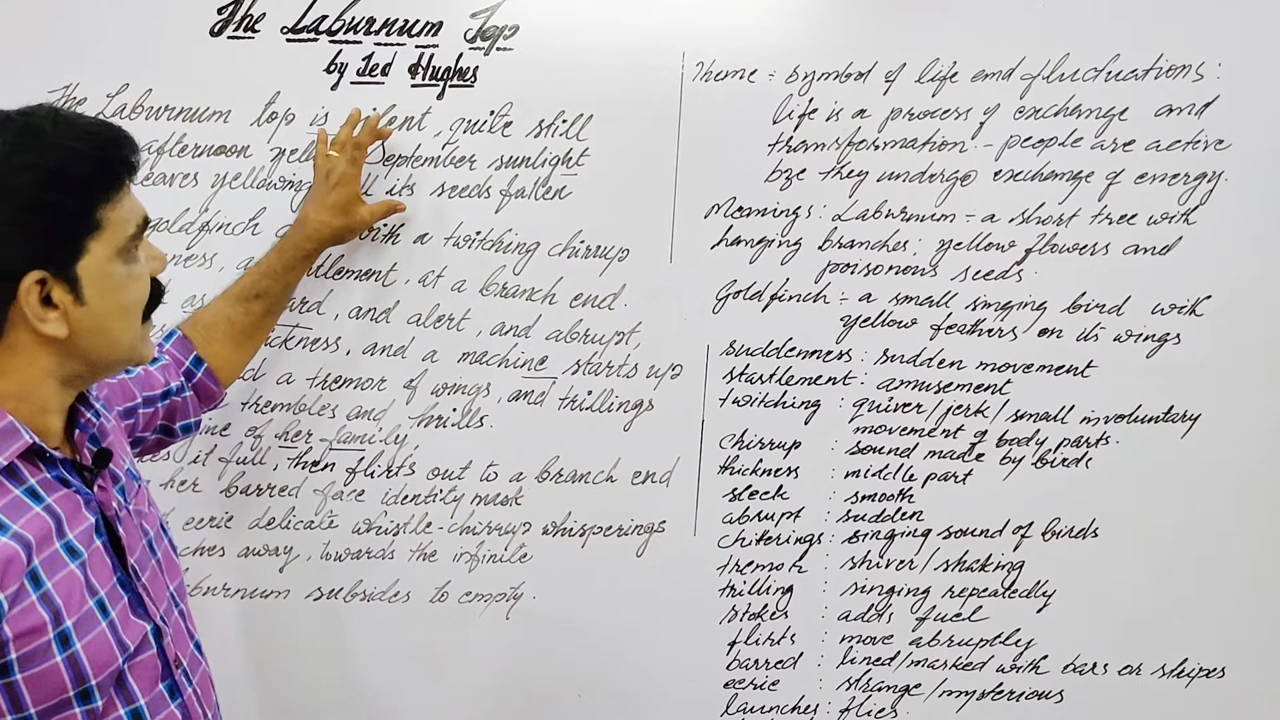 The Laburnum Top
by Ted Hughes
The Laburnum top is silent, quite still
afternoon September sunlight
leaves yellowing, its seeds fallen
goldfinch with a twitching chirrup
at a branch end.
and alert, and abrupt,
and a machine starts up
a tremor of wings, and trillings
trembles and thrills.
of her family.
it full, then flirts out to a branch end
her barred face identity mask
eerie delicate whistle-chirrup whisperings
away, towards the infinite
subsides to empty.
Theme - symbol of life and fluctuations:
life is a process of exchange and
transformation. - people are active
bze they undergo exchange of energy.
Meanings: Laburnum - a short tree with
hanging branches; yellow flowers and
poisonous seeds.
Goldfinch - a small singing bird with
yellow feathers on its wings
suddenness: sudden movement
startlement: amusement
twitching : quiver/jerk/small involuntary
movement of body parts.
chirrup : sound made by birds
thickness : middle part
sleek : smooth
abrupt : sudden
chiterings: singing sound of birds
tremor : shiver/shaking
trilling : singing repeatedly
stokes : adds fuel
flirts : move abruptly
barred : lined/marked with bars or stripes
eerie : strange/mysterious
launches: flies.